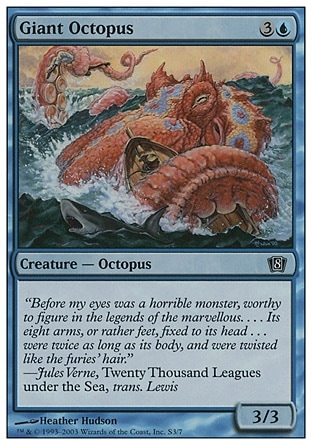 Giant Octopus 3
Creature — Octopus 8
“Before my eyes was a horrible monster, worthy
to figure in the legends of the marvellous. . . . Its
eight arms, or rather feet, fixed to its head . . .
were twice as long as its body, and were twisted
like the furies’ hair.”
—Jules Verne, Twenty Thousand Leagues
under the Sea, trans. Lewis
Heather Hudson
™ & © 1993–2003 Wizards of the Coast, Inc. S3/7
3/3